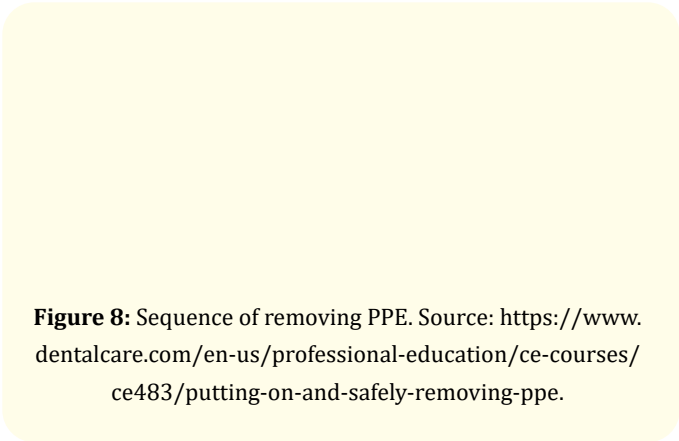 Figure 8: Sequence of removing PPE. Source: https://www.
dentalcare.com/en-us/professional-education/ce-courses/
ce483/putting-on-and-safely-removing-ppe.